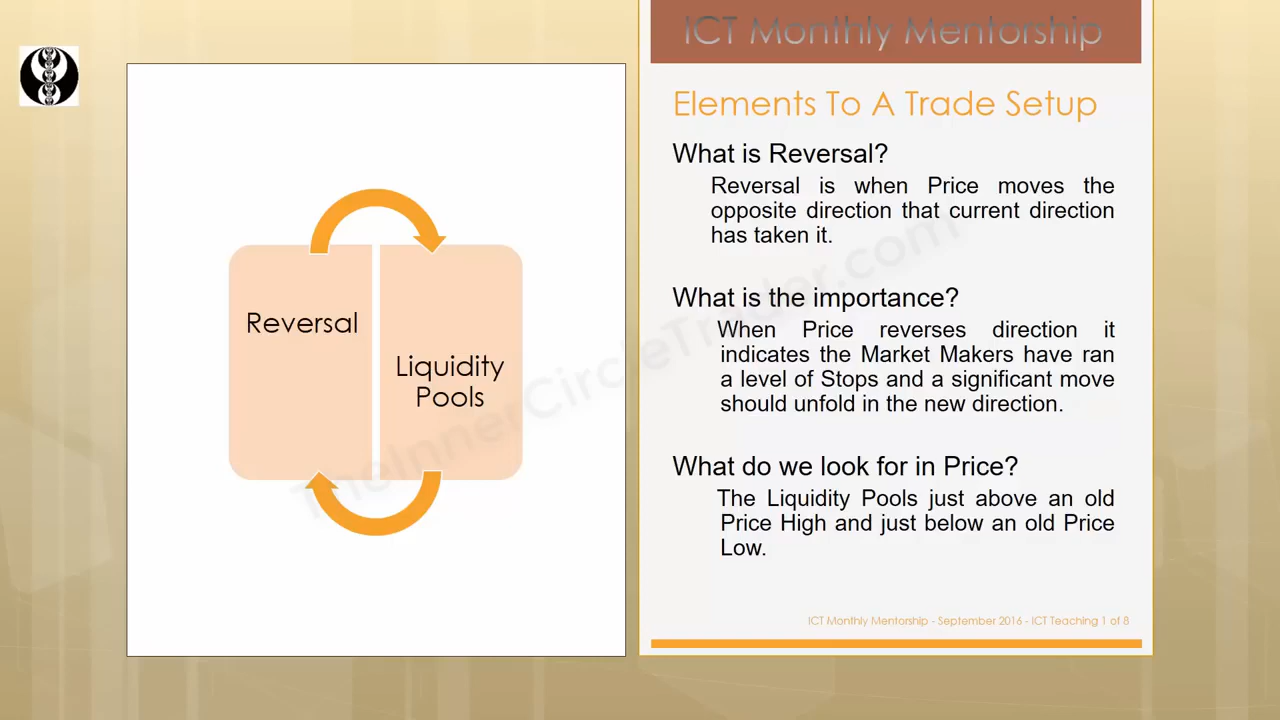 Reversal
Liquidity
Pools
ICT Monthly Mentorship
Elements To A Trade Setup
What is Reversal?
Reversal is when Price moves the
opposite direction that current direction
has taken it.
What is the importance?
When Price reverses direction it
indicates the Market Makers have ran
a level of Stops and a significant move
should unfold in the new direction.
What do we look for in Price?
The Liquidity Pools just above an old
Price High and just below an old Price
Low.
ICT Monthly Mentorship - September 2016 - ICT Teaching 1 of 8
TheInnerCircleTrader.com